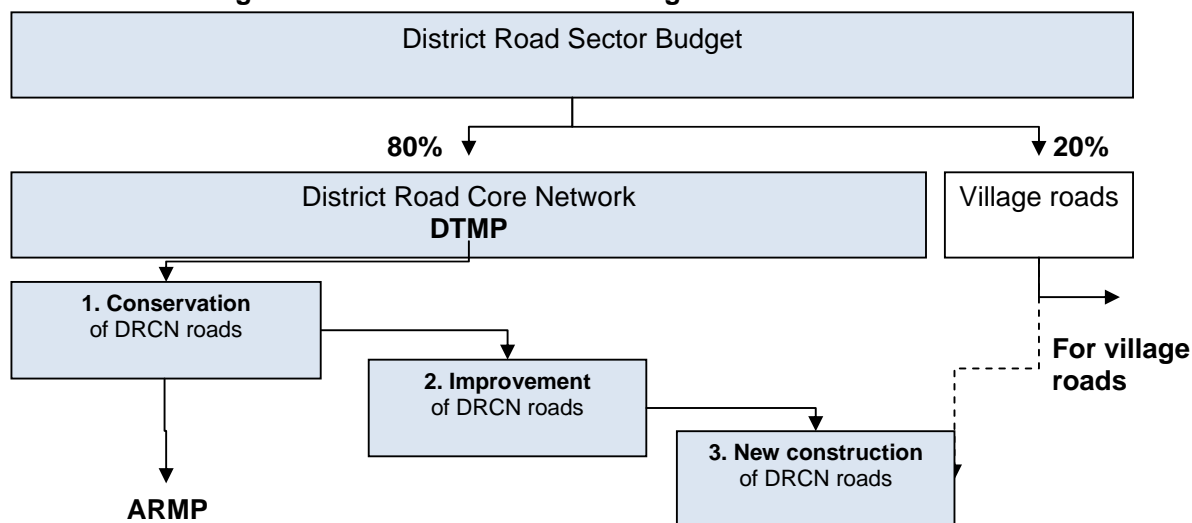 District Road Sector Budget
80%
20%
District Road Core Network
DTMP
Village roads
1. Conservation
of DRCN roads
2. Improvement
of DRCN roads
For village
roads
3. New construction
of DRCN roads
ARMP